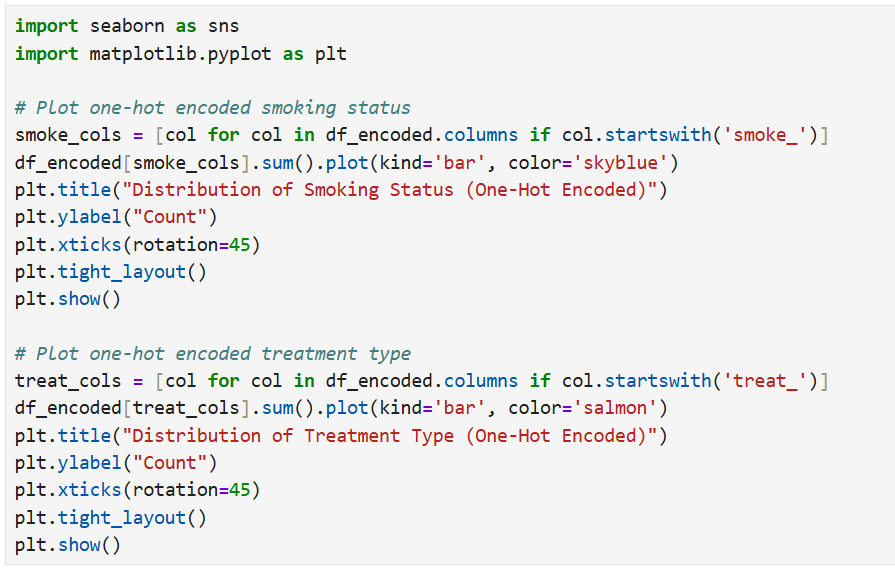 import seaborn as sns
import matplotlib.pyplot as plt

# Plot one-hot encoded smoking status
smoke_cols = [col for col in df_encoded.columns if col.startswith('smoke_')]
df_encoded[smoke_cols].sum().plot(kind='bar', color='skyblue')
plt.title("Distribution of Smoking Status (One-Hot Encoded)")
plt.ylabel("Count")
plt.xticks(rotation=45)
plt.tight_layout()
plt.show()

# Plot one-hot encoded treatment type
treat_cols = [col for col in df_encoded.columns if col.startswith('treat_')]
df_encoded[treat_cols].sum().plot(kind='bar', color='salmon')
plt.title("Distribution of Treatment Type (One-Hot Encoded)")
plt.ylabel("Count")
plt.xticks(rotation=45)
plt.tight_layout()
plt.show()